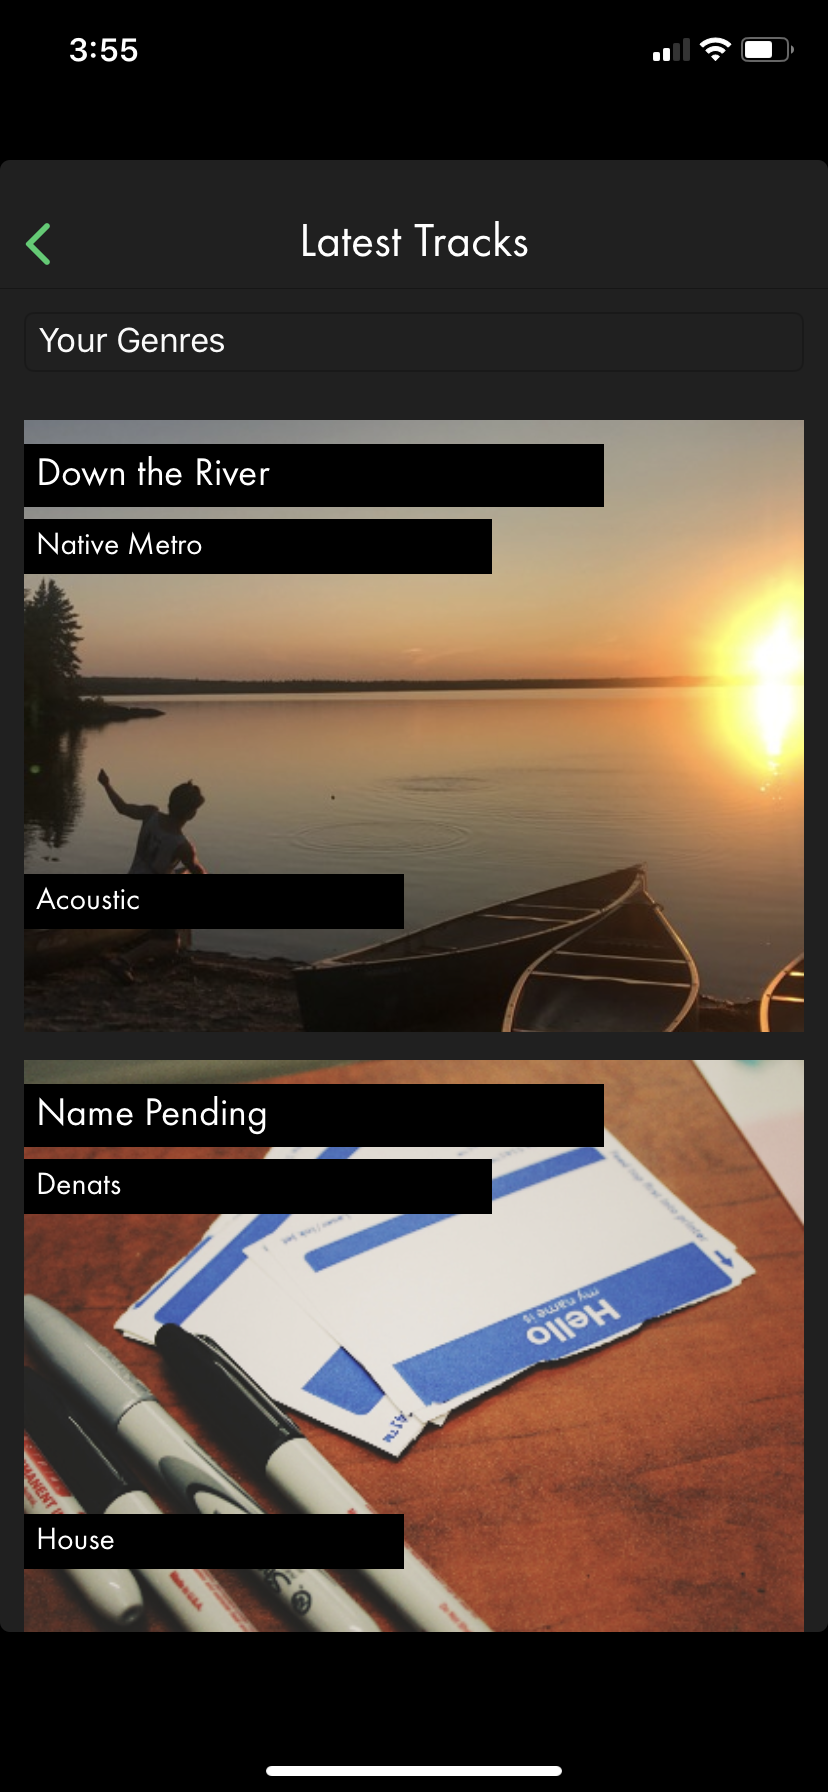 3:55
Latest Tracks
Your Genres
Down the River
Native Metro
Acoustic
Name Pending
Denats
Hello
my name is
House